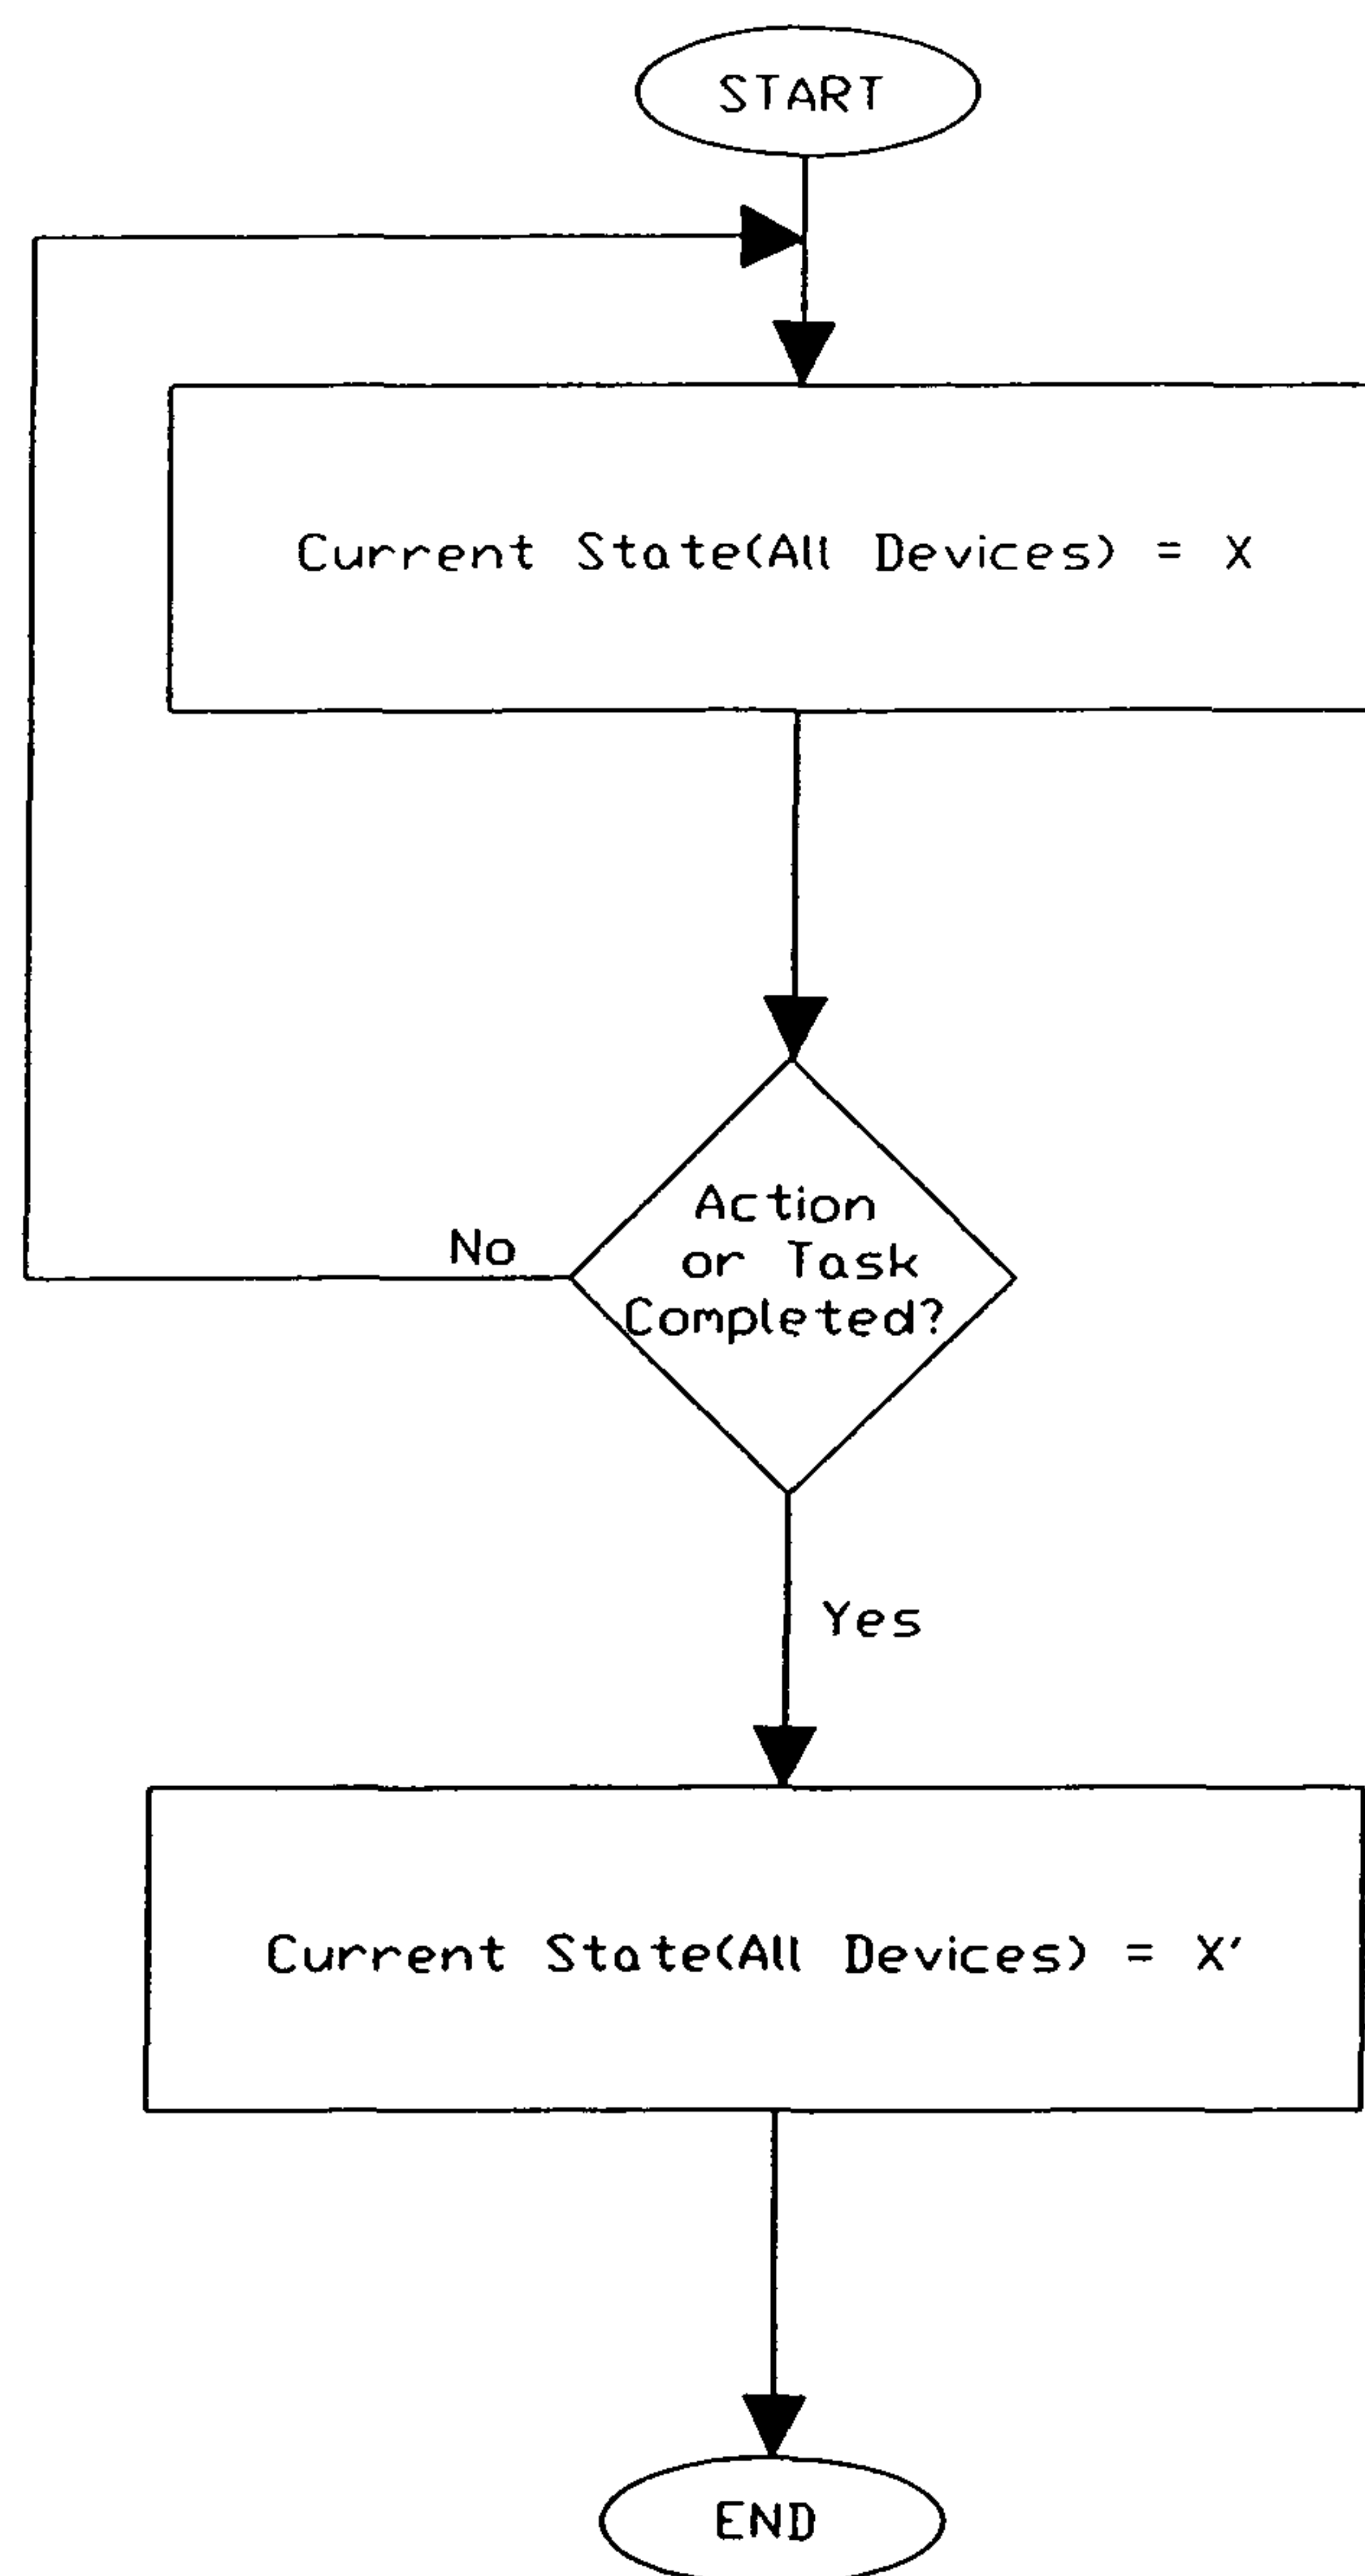 START
Current State(All Devices) = X
Action
or Task
Completed?
No
Yes
Current State(All Devices) = X'
END